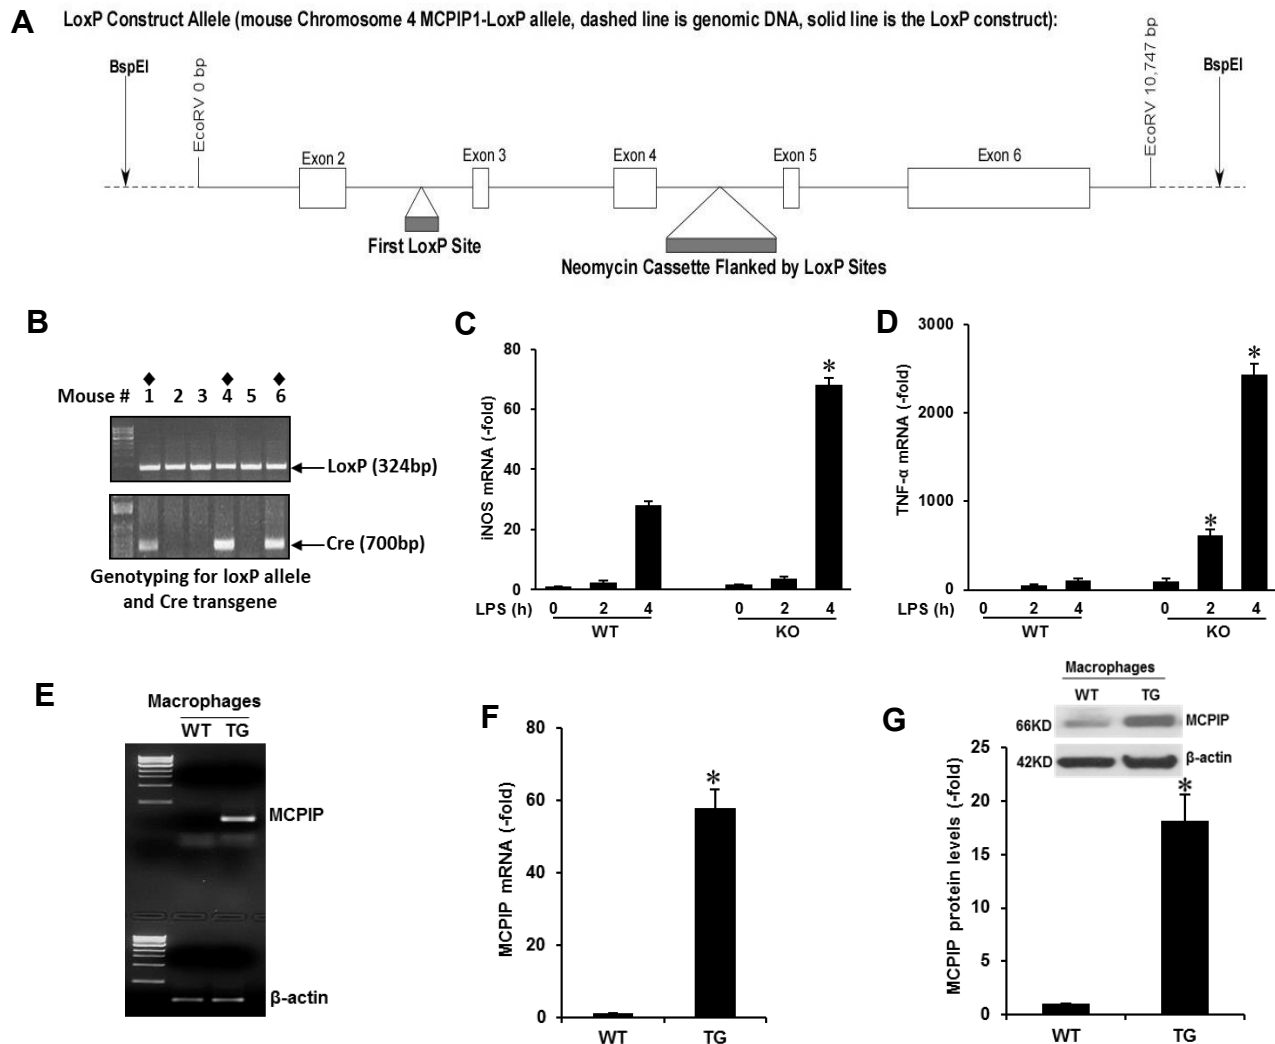 A
LoxP Construct Allele (mouse Chromosome 4 MCPIP1-LoxP allele, dashed line is genomic DNA, solid line is the LoxP construct):
BspEI
EcoRV 0 bp
EcoRV 10,747 bp
BspEI
Exon 2
Exon 3
Exon 4
Exon 5
Exon 6
First LoxP Site
Neomycin Cassette Flanked by LoxP Sites
B
Mouse # 1 2 3 4 5 6
LoxP (324bp)
Cre (700bp)
Genotyping for loxP allele
and Cre transgene
C
iNOS mRNA (-fold)
80
60
40
20
0
*
LPS (h) 0 2 4 0 2 4
WT KO
D
TNF-α mRNA (-fold)
3000
2000
1000
0
* *
LPS (h) 0 2 4 0 2 4
WT KO
E
Macrophages
WT TG
MCPIP
β-actin
F
MCPIP mRNA (-fold)
80
60
40
20
0
*
WT TG
G
Macrophages
WT TG
66KD MCPIP
42KD β-actin
MCPIP protein levels (-fold)
25
20
15
10
5
0
*
WT TG